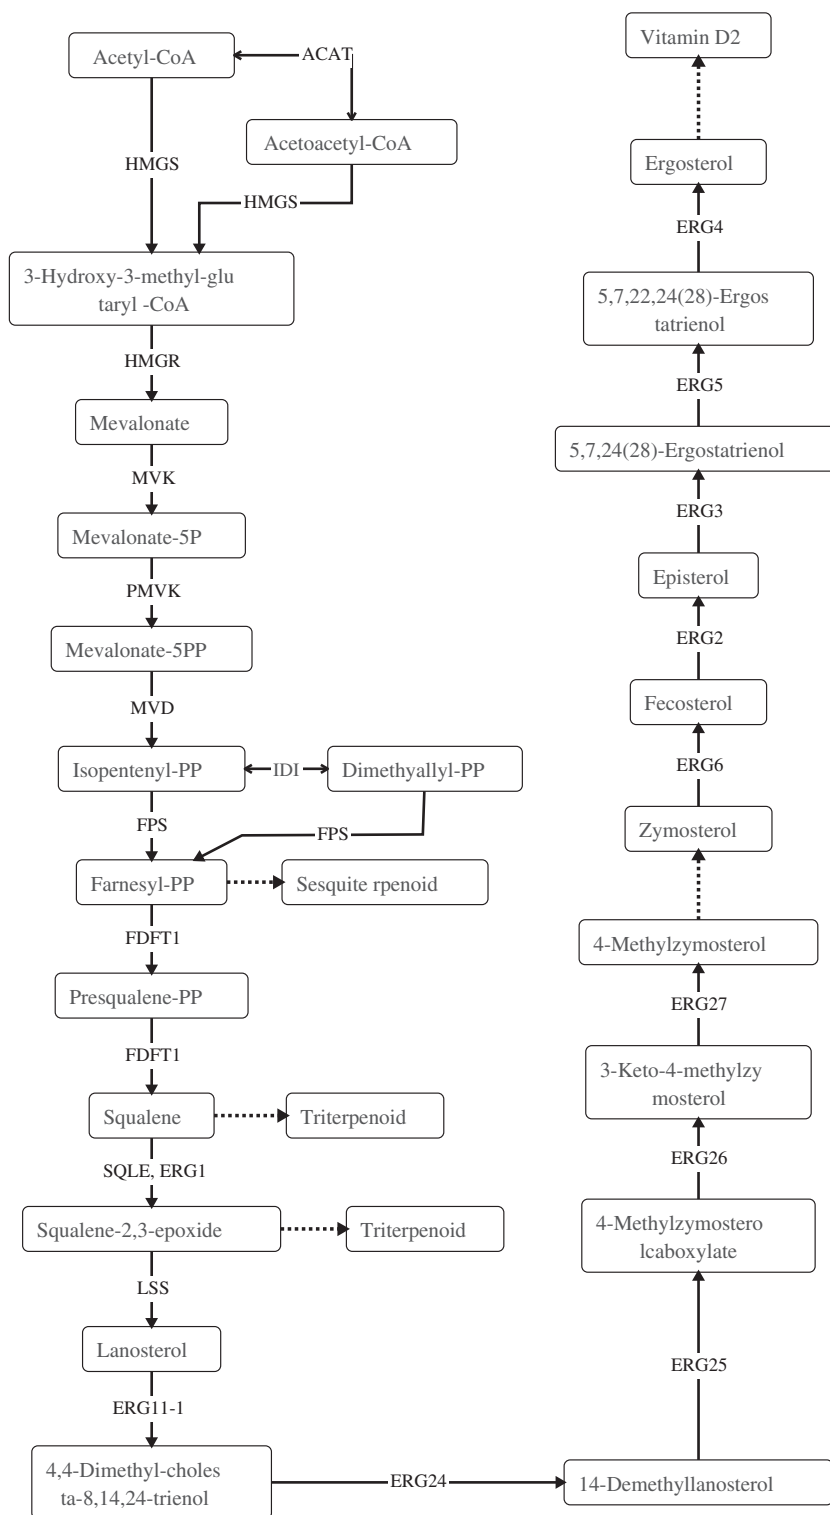 Acetyl-CoA
ACAT
Acetoacetyl-CoA
HMGS
HMGS
3-Hydroxy-3-methyl-glu
taryl -CoA
HMGR
Mevalonate
MVK
Mevalonate-5P
PMVK
Mevalonate-5PP
MVD
Isopentenyl-PP
IDI
Dimethyallyl-PP
FPS
FPS
Farnesyl-PP
Sesquite rpenoid
FDFT1
Presqualene-PP
FDFT1
Squalene
Triterpenoid
SQLE, ERG1
Squalene-2,3-epoxide
Triterpenoid
LSS
Lanosterol
ERG11-1
4,4-Dimethyl-choles
ta-8,14,24-trienol
ERG24
14-Demethyllanosterol
ERG25
4-Methylzymostero
lcaboxylate
ERG26
3-Keto-4-methylzy
mosterol
ERG27
4-Methylzymosterol
Zymosterol
ERG6
Fecosterol
ERG2
Episterol
ERG3
5,7,24(28)-Ergostatrienol
ERG5
5,7,22,24(28)-Ergos
tatrienol
ERG4
Ergosterol
Vitamin D2